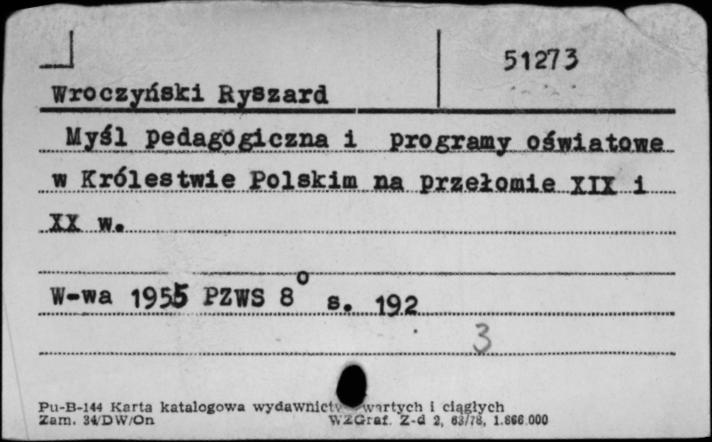 51273
Wroczyński Ryszard
Myśl pedagogiczna i programy oświatowe
w Królestwie Polskim na przełomie XIX i
XX w.
W-wa 1955 PZWS 8° s. 192
3
Pu-B-144 Karta katalogowa wydawnictw zwartych i ciągłych
Zam. 34/DW/On WZGraf. Z-d 2, 63/78, 1.866.000